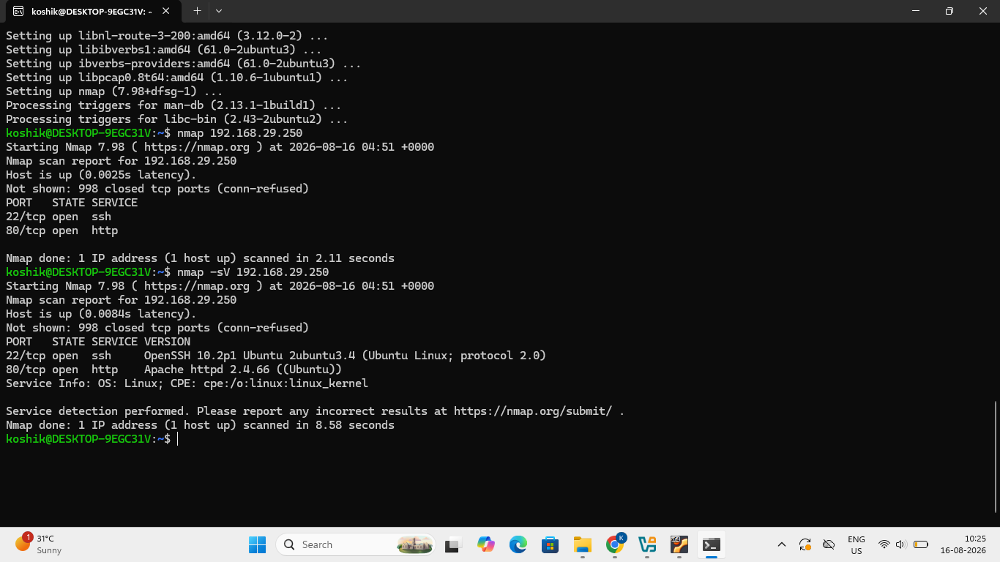 koshik@DESKTOP-9EGC31V: ~
Setting up libnl-route-3-200:amd64 (3.12.0-2) ...
Setting up libibverbs1:amd64 (61.0-2ubuntu3) ...
Setting up ibverbs-providers:amd64 (61.0-2ubuntu3) ...
Setting up libpcap0.8t64:amd64 (1.10.6-1ubuntu1) ...
Setting up nmap (7.98+dfsg-1) ...
Processing triggers for man-db (2.13.1-1build1) ...
Processing triggers for libc-bin (2.43-2ubuntu2) ...
koshik@DESKTOP-9EGC31V:~$ nmap 192.168.29.250
Starting Nmap 7.98 ( https://nmap.org ) at 2026-08-16 04:51 +0000
Nmap scan report for 192.168.29.250
Host is up (0.0025s latency).
Not shown: 998 closed tcp ports (conn-refused)
PORT   STATE SERVICE
22/tcp open  ssh
80/tcp open  http
Nmap done: 1 IP address (1 host up) scanned in 2.11 seconds
koshik@DESKTOP-9EGC31V:~$ nmap -sV 192.168.29.250
Starting Nmap 7.98 ( https://nmap.org ) at 2026-08-16 04:51 +0000
Nmap scan report for 192.168.29.250
Host is up (0.0084s latency).
Not shown: 998 closed tcp ports (conn-refused)
PORT   STATE SERVICE VERSION
22/tcp open  ssh     OpenSSH 10.2p1 Ubuntu 2ubuntu3.4 (Ubuntu Linux; protocol 2.0)
80/tcp open  http    Apache httpd 2.4.66 ((Ubuntu))
Service Info: OS: Linux; CPE: cpe:/o:linux:linux_kernel
Service detection performed. Please report any incorrect results at https://nmap.org/submit/ .
Nmap done: 1 IP address (1 host up) scanned in 8.58 seconds
koshik@DESKTOP-9EGC31V:~$
1
31°C
Sunny
Search
K
ENG
US
10:25
16-08-2026